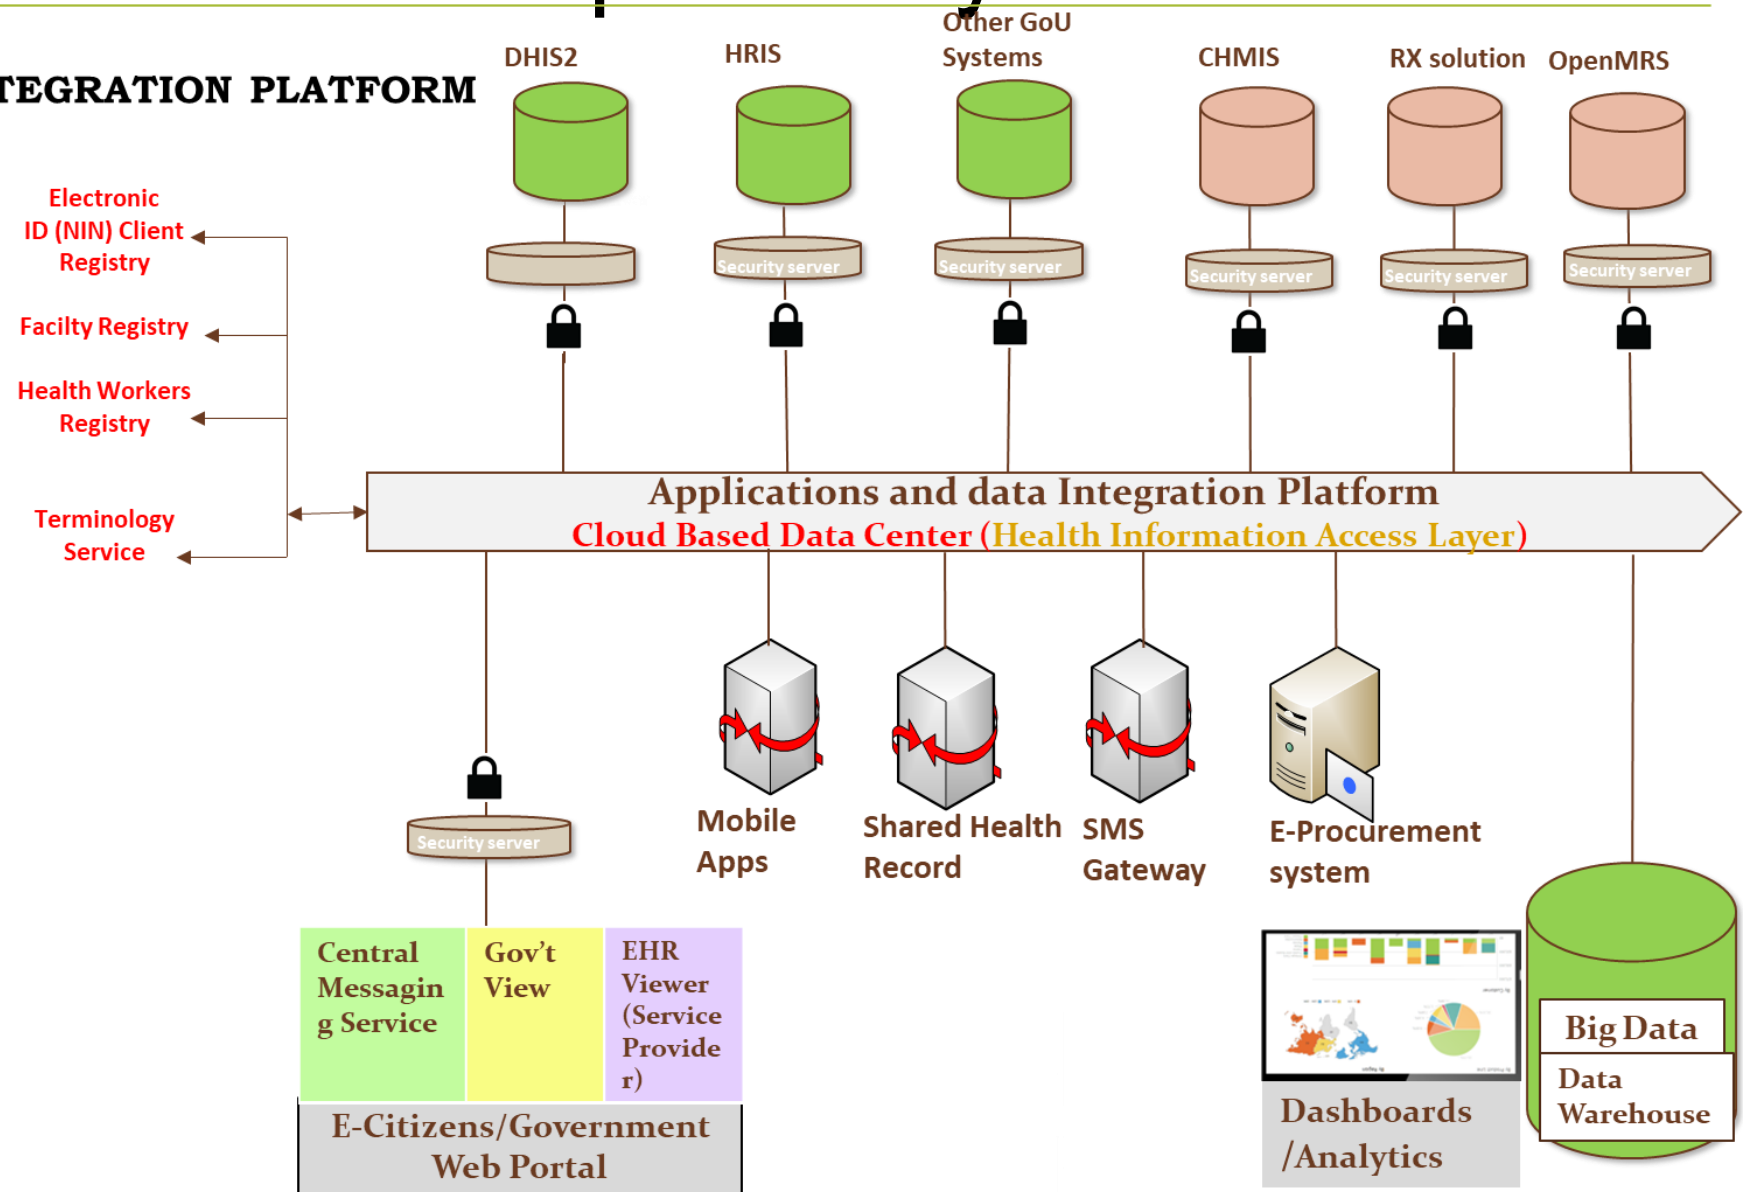 TEGRATION PLATFORM
DHIS2
HRIS
Other GoU
Systems
CHMIS
RX solution
OpenMRS
Security server
Security server
Security server
Security server
Security server
Electronic
ID (NIN) Client
Registry
Facilty Registry
Health Workers
Registry
Terminology
Service
Applications and data Integration Platform
Cloud Based Data Center (Health Information Access Layer)
Mobile
Apps
Shared Health
Record
SMS
Gateway
E-Procurement
system
Security server
Central
Messagin
g Service
Gov't
View
EHR
Viewer
(Service
Provide
r)
E-Citizens/Government
Web Portal
Dashboards
/Analytics
Big Data
Data
Warehouse